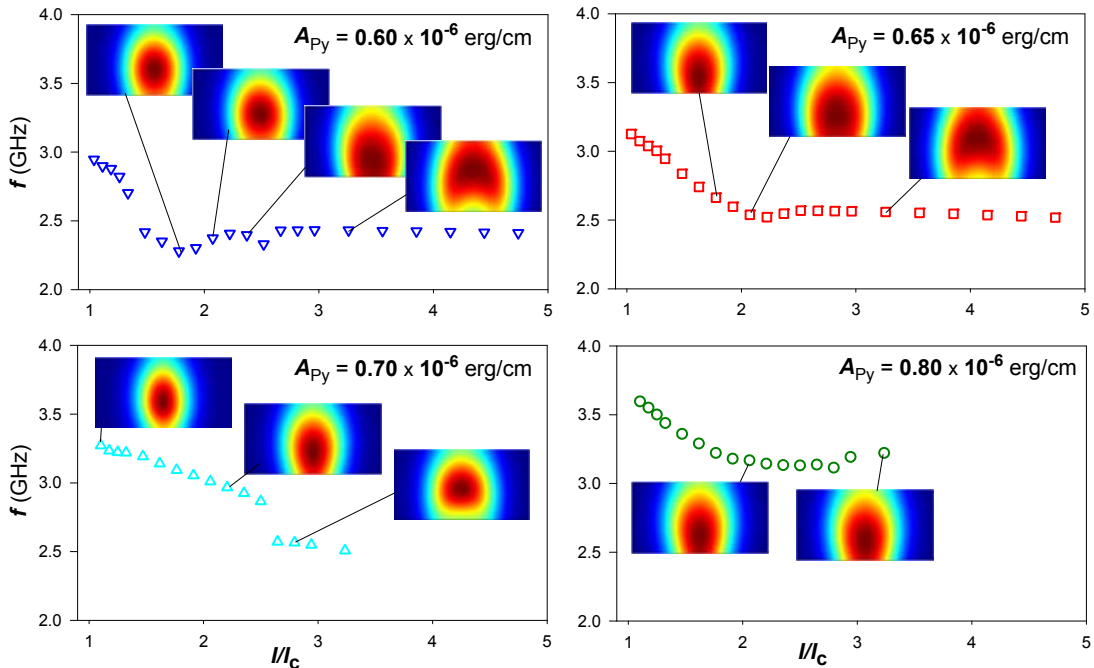 A_Py = 0.60 x 10^-6 erg/cm
f (GHz)
4.0
3.5
3.0
2.5
2.0
1 2 3 4 5
A_Py = 0.65 x 10^-6 erg/cm
4.0
3.5
3.0
2.5
2.0
1 2 3 4 5
A_Py = 0.70 x 10^-6 erg/cm
f (GHz)
4.0
3.5
3.0
2.5
2.0
1 2 3 4 5
I/I_c
A_Py = 0.80 x 10^-6 erg/cm
4.0
3.5
3.0
2.5
2.0
1 2 3 4 5
I/I_c